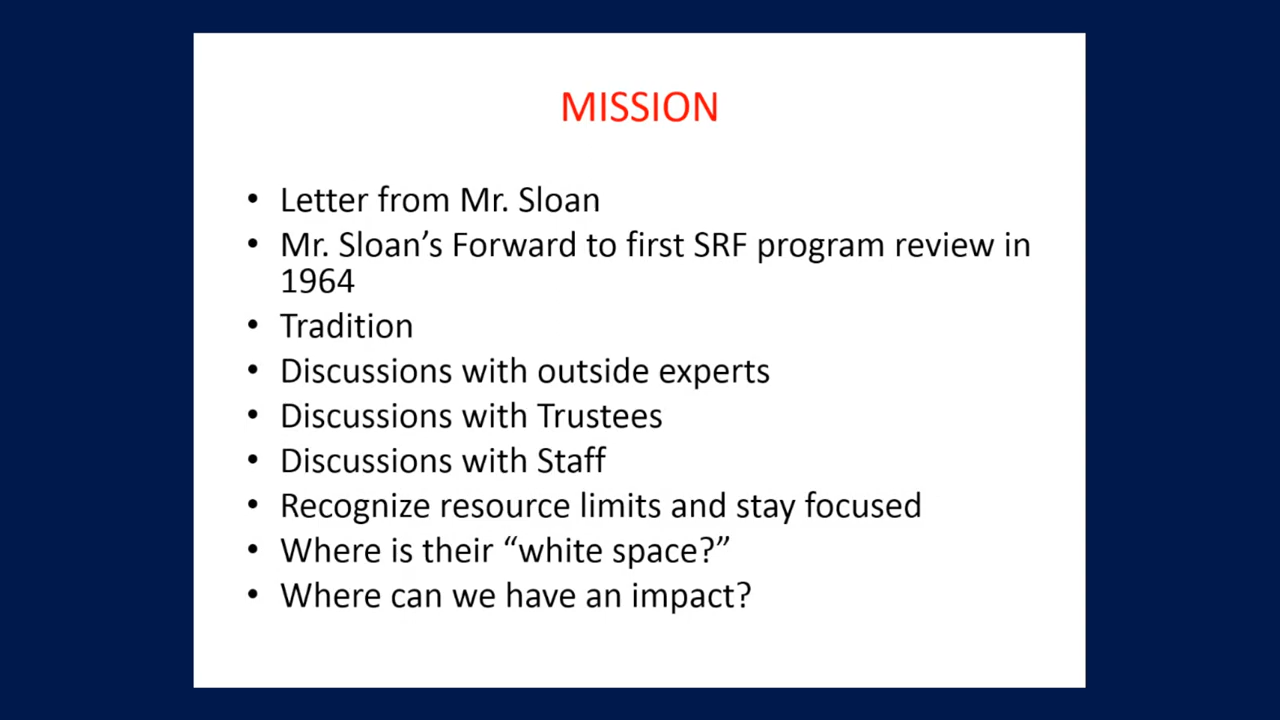 MISSION
• Letter from Mr. Sloan
• Mr. Sloan’s Forward to first SRF program review in
1964
• Tradition
• Discussions with outside experts
• Discussions with Trustees
• Discussions with Staff
• Recognize resource limits and stay focused
• Where is their “white space?”
• Where can we have an impact?